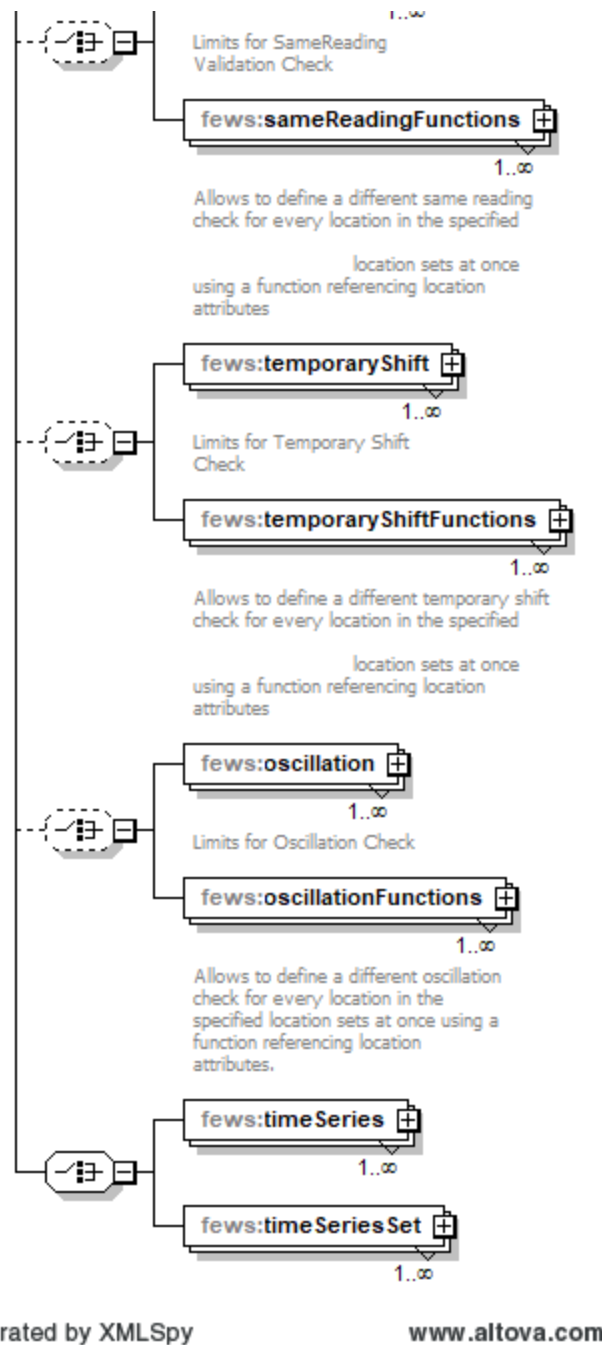 1..∞
Limits for SameReading
Validation Check
fews:sameReadingFunctions
1..∞
Allows to define a different same reading
check for every location in the specified
location sets at once
using a function referencing location
attributes
fews:temporaryShift
1..∞
Limits for Temporary Shift
Check
fews:temporaryShiftFunctions
1..∞
Allows to define a different temporary shift
check for every location in the specified
location sets at once
using a function referencing location
attributes
fews:oscillation
1..∞
Limits for Oscillation Check
fews:oscillationFunctions
1..∞
Allows to define a different oscillation
check for every location in the
specified location sets at once using a
function referencing location
attributes.
fews:timeSeries
1..∞
fews:timeSeriesSet
1..∞
rated by XMLSpy www.altova.com